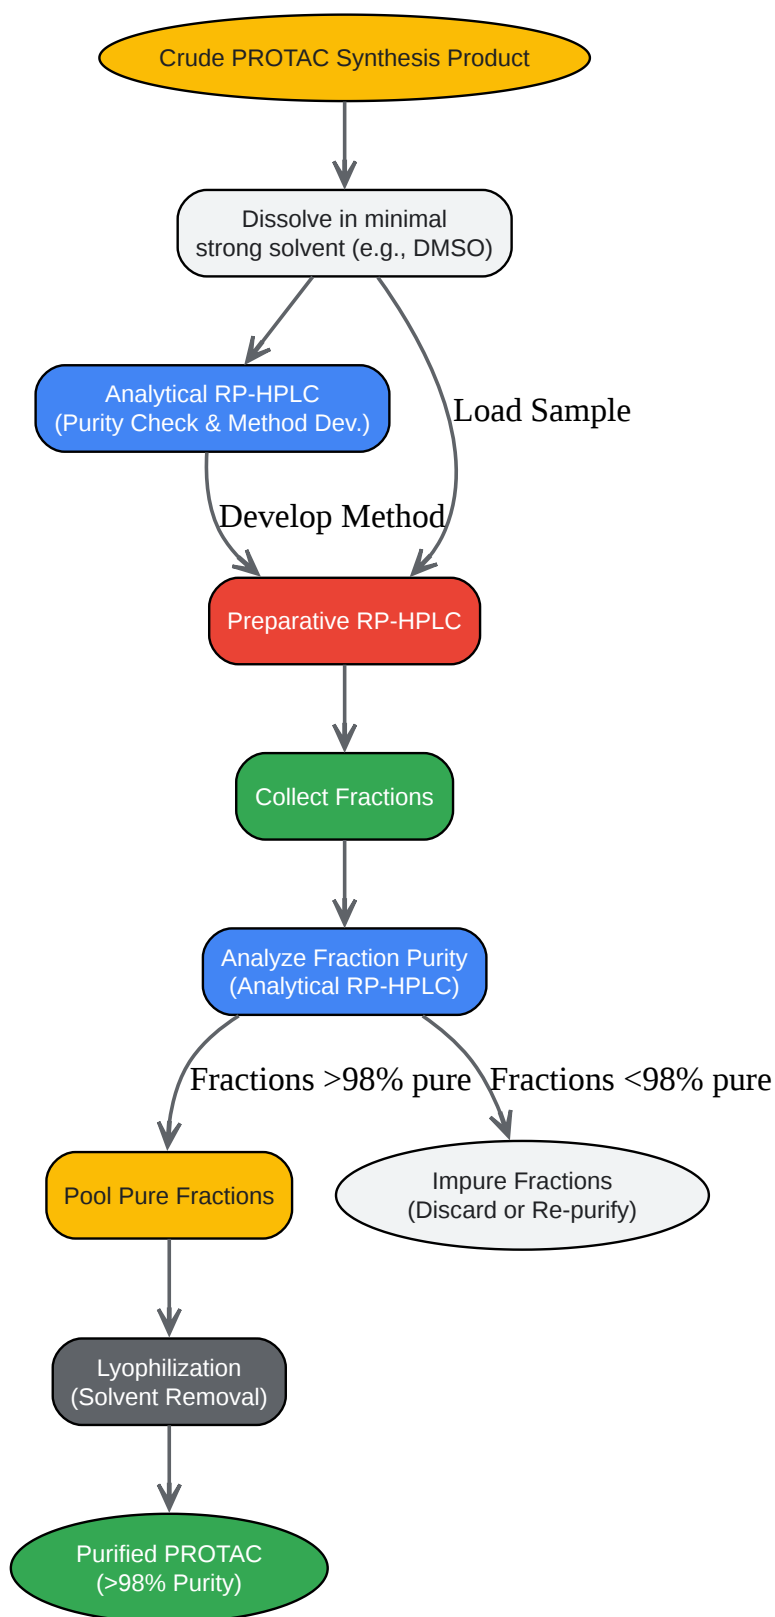 Crude PROTAC Synthesis Product
Dissolve in minimal
strong solvent (e.g., DMSO)
Analytical RP-HPLC
(Purity Check & Method Dev.)
Load Sample
Develop Method
Preparative RP-HPLC
Collect Fractions
Analyze Fraction Purity
(Analytical RP-HPLC)
Fractions >98% pure
Fractions <98% pure
Pool Pure Fractions
Impure Fractions
(Discard or Re-purify)
Lyophilization
(Solvent Removal)
Purified PROTAC
(>98% Purity)